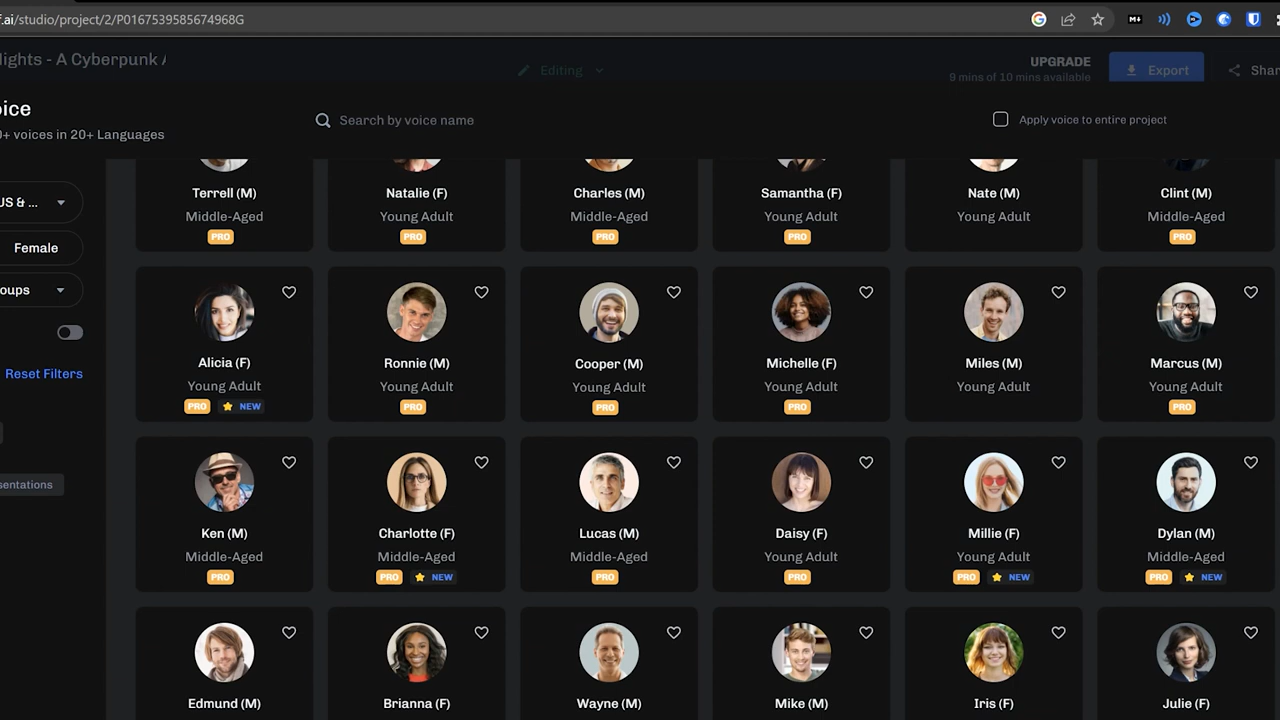 f.ai/studio/project/2/P0167539585674968G
lights - A Cyberpunk A
Editing
UPGRADE
9 mins of 10 mins available
Export
Shar
oice
0+ voices in 20+ Languages
Search by voice name
Apply voice to entire project
US & ...
Female
oups
Reset Filters
sentations
Terrell (M)
Middle-Aged
PRO
Natalie (F)
Young Adult
PRO
Charles (M)
Middle-Aged
PRO
Samantha (F)
Young Adult
PRO
Nate (M)
Young Adult
Clint (M)
Middle-Aged
PRO
Alicia (F)
Young Adult
PRO NEW
Ronnie (M)
Young Adult
PRO
Cooper (M)
Young Adult
PRO
Michelle (F)
Young Adult
PRO
Miles (M)
Young Adult
Marcus (M)
Young Adult
PRO
Ken (M)
Middle-Aged
PRO
Charlotte (F)
Middle-Aged
PRO NEW
Lucas (M)
Middle-Aged
PRO
Daisy (F)
Young Adult
PRO
Millie (F)
Young Adult
PRO NEW
Dylan (M)
Middle-Aged
PRO NEW
Edmund (M)
Brianna (F)
Wayne (M)
Mike (M)
Iris (F)
Julie (F)